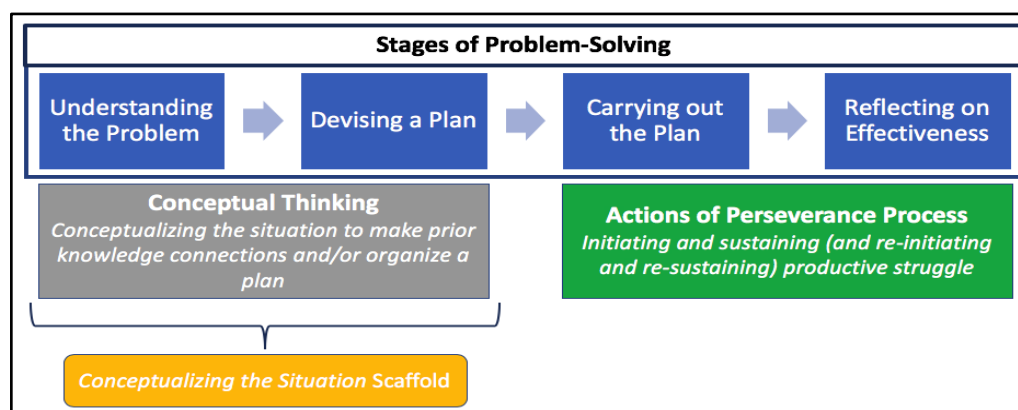 Stages of Problem-Solving
Understanding
the Problem
Devising a Plan
Carrying out
the Plan
Reflecting on
Effectiveness
Conceptual Thinking
Conceptualizing the situation to make prior
knowledge connections and/or organize a
plan
Actions of Perseverance Process
Initiating and sustaining (and re-initiating
and re-sustaining) productive struggle
Conceptualizing the Situation Scaffold